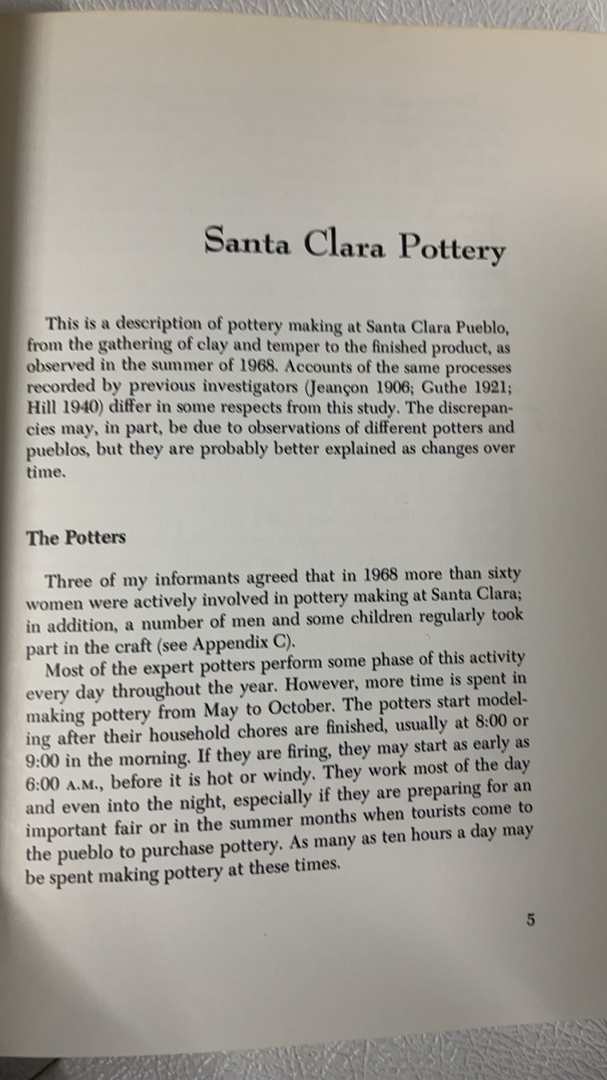 Santa Clara Pottery
This is a description of pottery making at Santa Clara Pueblo,
from the gathering of clay and temper to the finished product, as
observed in the summer of 1968. Accounts of the same processes
recorded by previous investigators (Jeançon 1906; Guthe 1921;
Hill 1940) differ in some respects from this study. The discrepan-
cies may, in part, be due to observations of different potters and
pueblos, but they are probably better explained as changes over
time.
The Potters
Three of my informants agreed that in 1968 more than sixty
women were actively involved in pottery making at Santa Clara;
in addition, a number of men and some children regularly took
part in the craft (see Appendix C).
Most of the expert potters perform some phase of this activity
every day throughout the year. However, more time is spent in
making pottery from May to October. The potters start model-
ing after their household chores are finished, usually at 8:00 or
9:00 in the morning. If they are firing, they may start as early as
6:00 A.M., before it is hot or windy. They work most of the day
and even into the night, especially if they are preparing for an
important fair or in the summer months when tourists come to
the pueblo to purchase pottery. As many as ten hours a day may
be spent making pottery at these times.
5